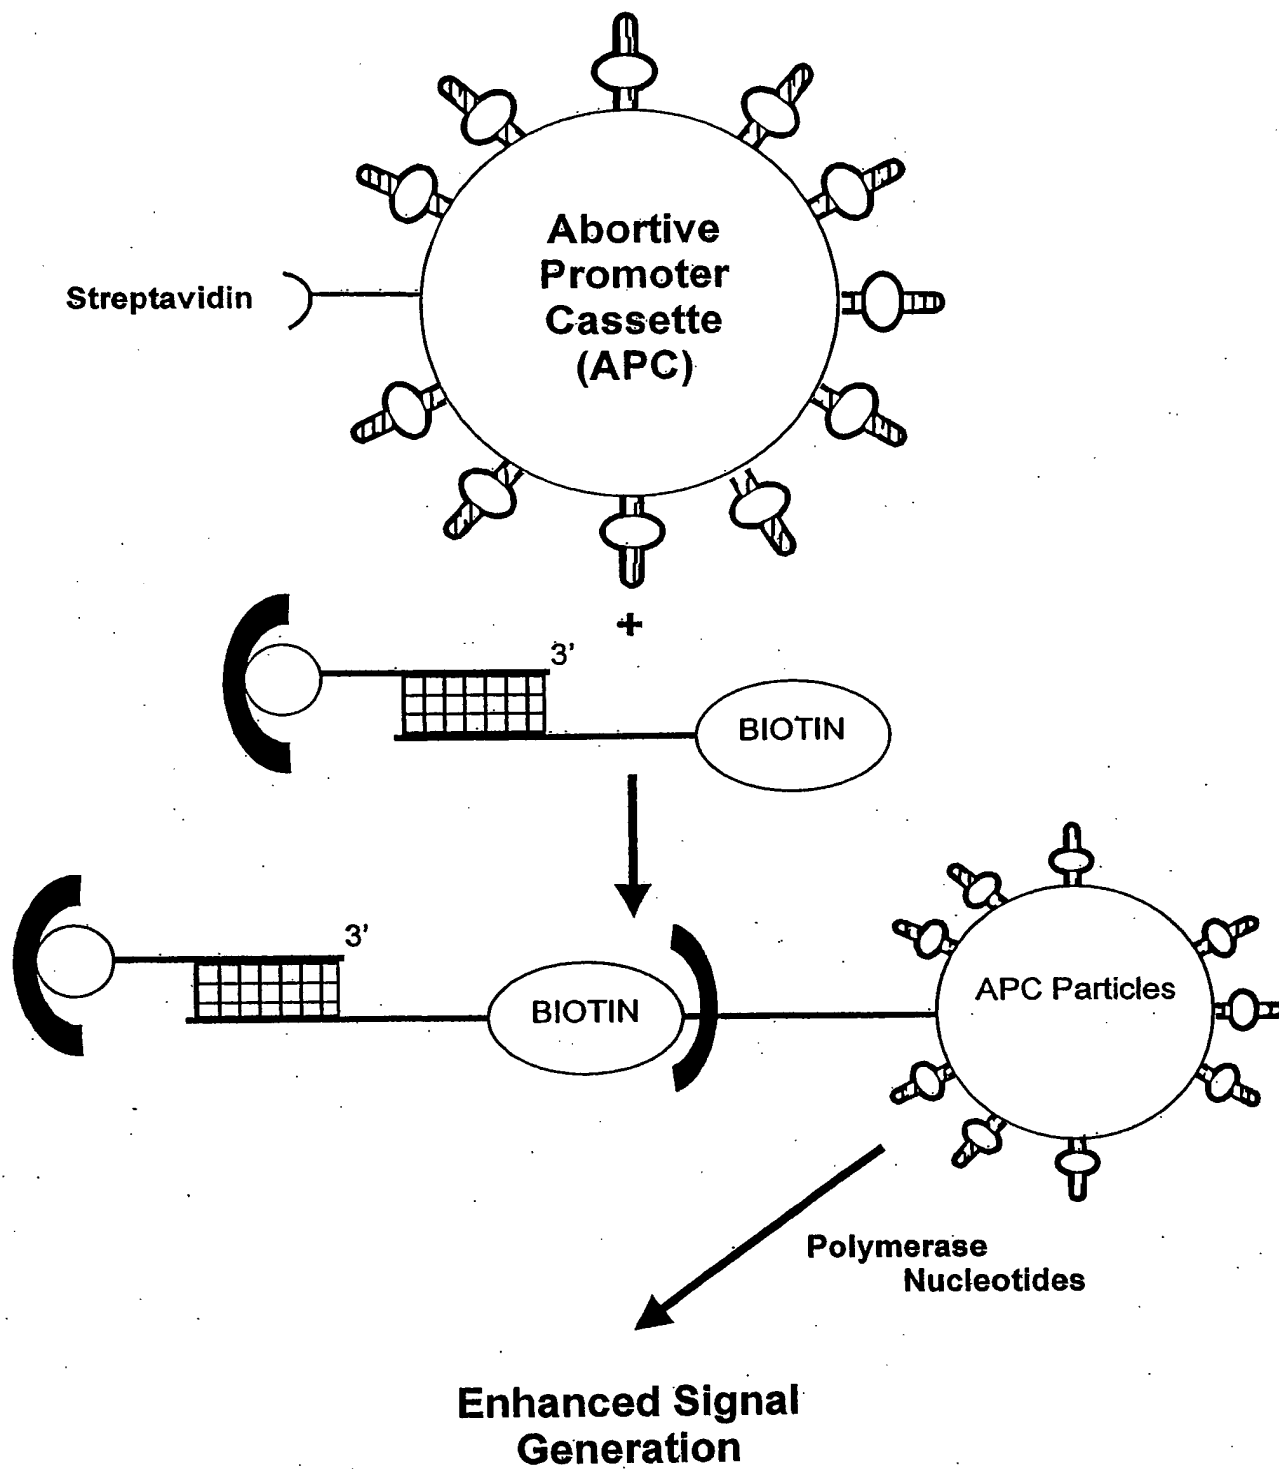 Abortive
Promoter
Cassette
(APC)
Streptavidin
+
3'
BIOTIN
3'
BIOTIN
APC Particles
Polymerase
Nucleotides
Enhanced Signal
Generation